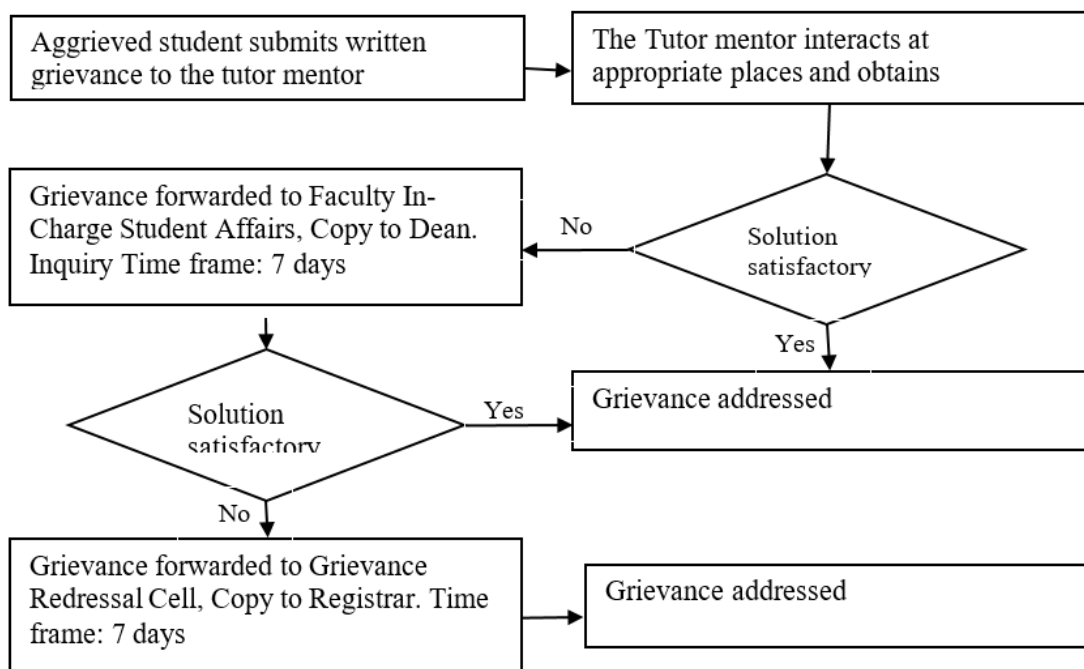 Aggrieved student submits written
grievance to the tutor mentor
The Tutor mentor interacts at
appropriate places and obtains
Grievance forwarded to Faculty In-
Charge Student Affairs, Copy to Dean.
Inquiry Time frame: 7 days
No
Solution
satisfactory
Yes
Grievance addressed
Solution
satisfactory
Yes
No
Grievance forwarded to Grievance
Redressal Cell, Copy to Registrar. Time
frame: 7 days
Grievance addressed